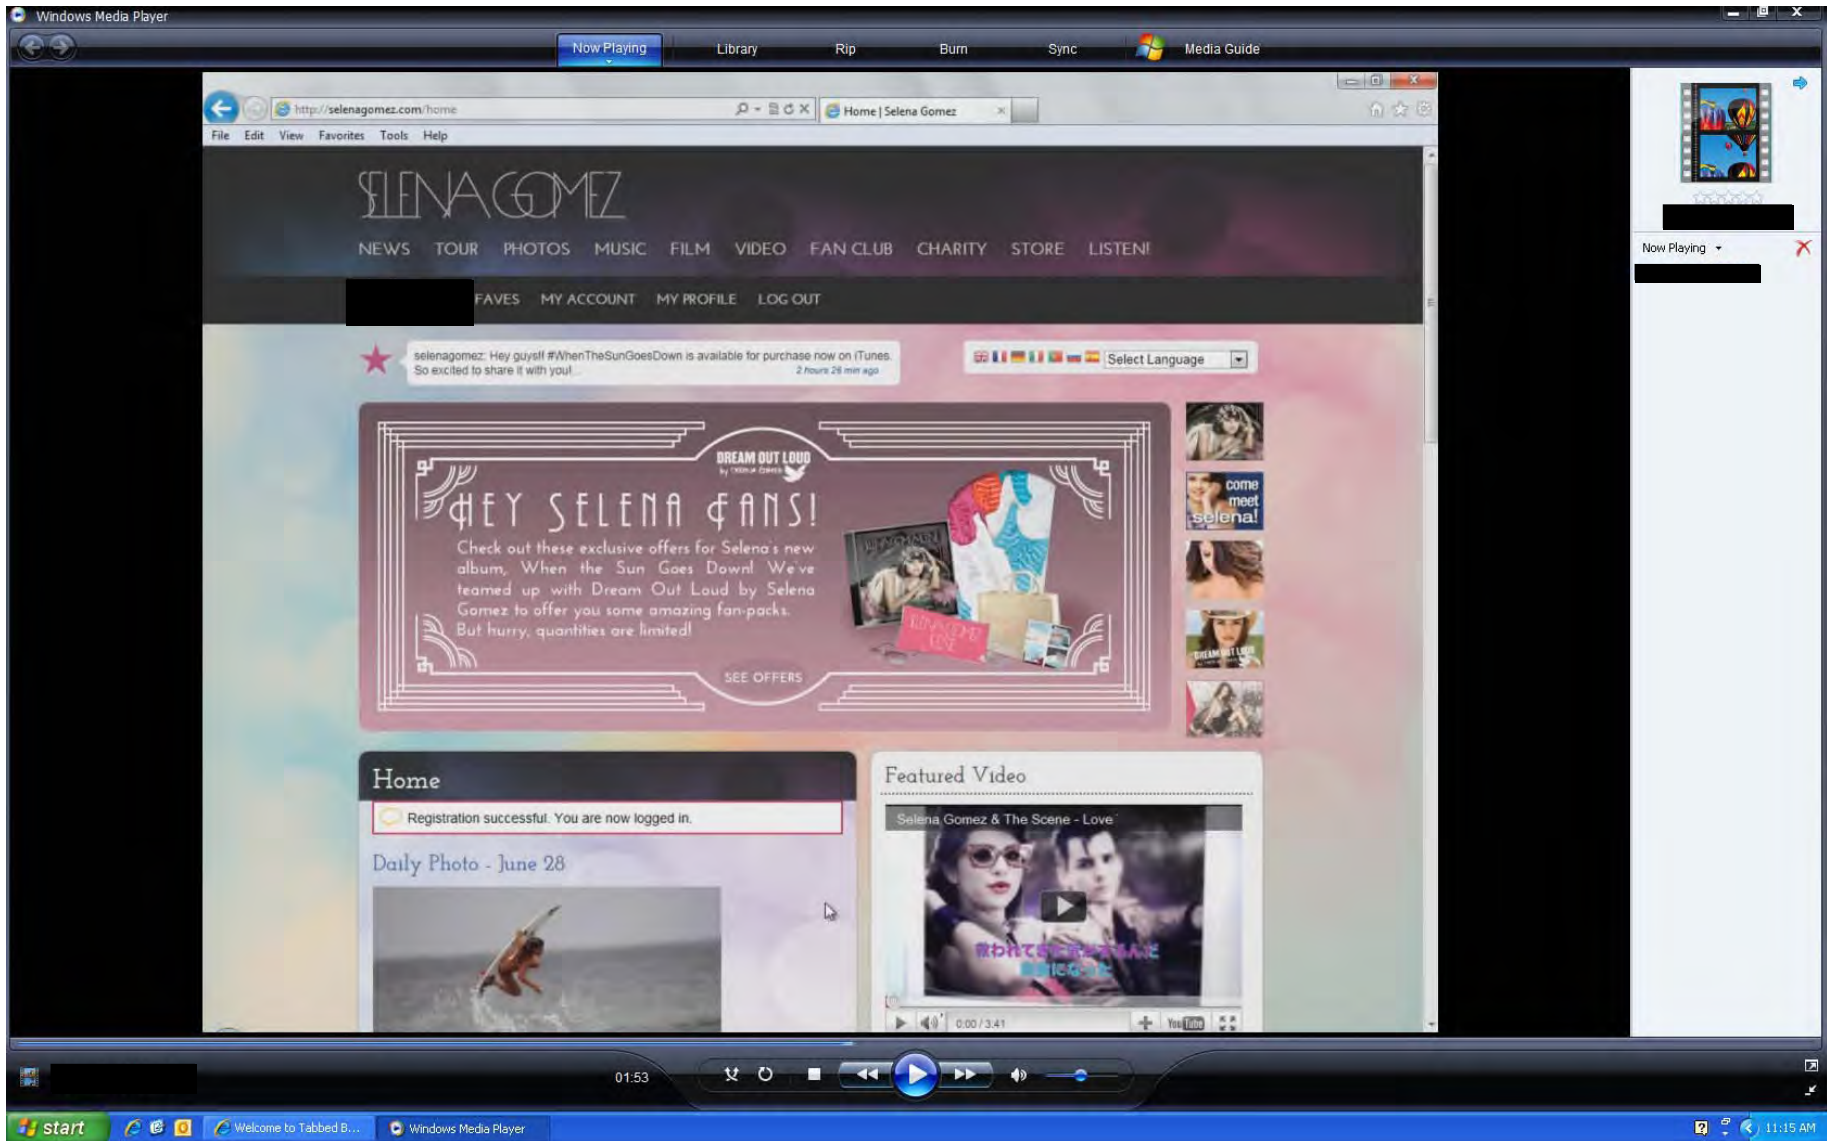 Windows Media Player
Now Playing
Library
Rip
Burn
Sync
Media Guide
http://selenagomez.com/home
Home | Selena Gomez
File Edit View Favorites Tools Help
SELENA GOMEZ
NEWS TOUR PHOTOS MUSIC FILM VIDEO FAN CLUB CHARITY STORE LISTEN!
FAVES MY ACCOUNT MY PROFILE LOG OUT
selenagomez: Hey guys!! #WhenTheSunGoesDown is available for purchase now on iTunes.
So excited to share it with you!
2 hours 26 min ago
Select Language
DREAM OUT LOUD
by SELENA GOMEZ
HEY SELENA FANS!
Check out these exclusive offers for Selena's new
album, When the Sun Goes Down! We've
teamed up with Dream Out Loud by Selena
Gomez to offer you some amazing fan-packs.
But hurry, quantities are limited!
SEE OFFERS
come
meet
selena!
DREAM OUT LOUD
Home
Registration successful. You are now logged in.
Daily Photo - June 28
Featured Video
Selena Gomez & The Scene - Love
0:00 / 3:41
YouTube
Now Playing
01:53
start
Welcome to Tabbed B...
Windows Media Player
11:15 AM